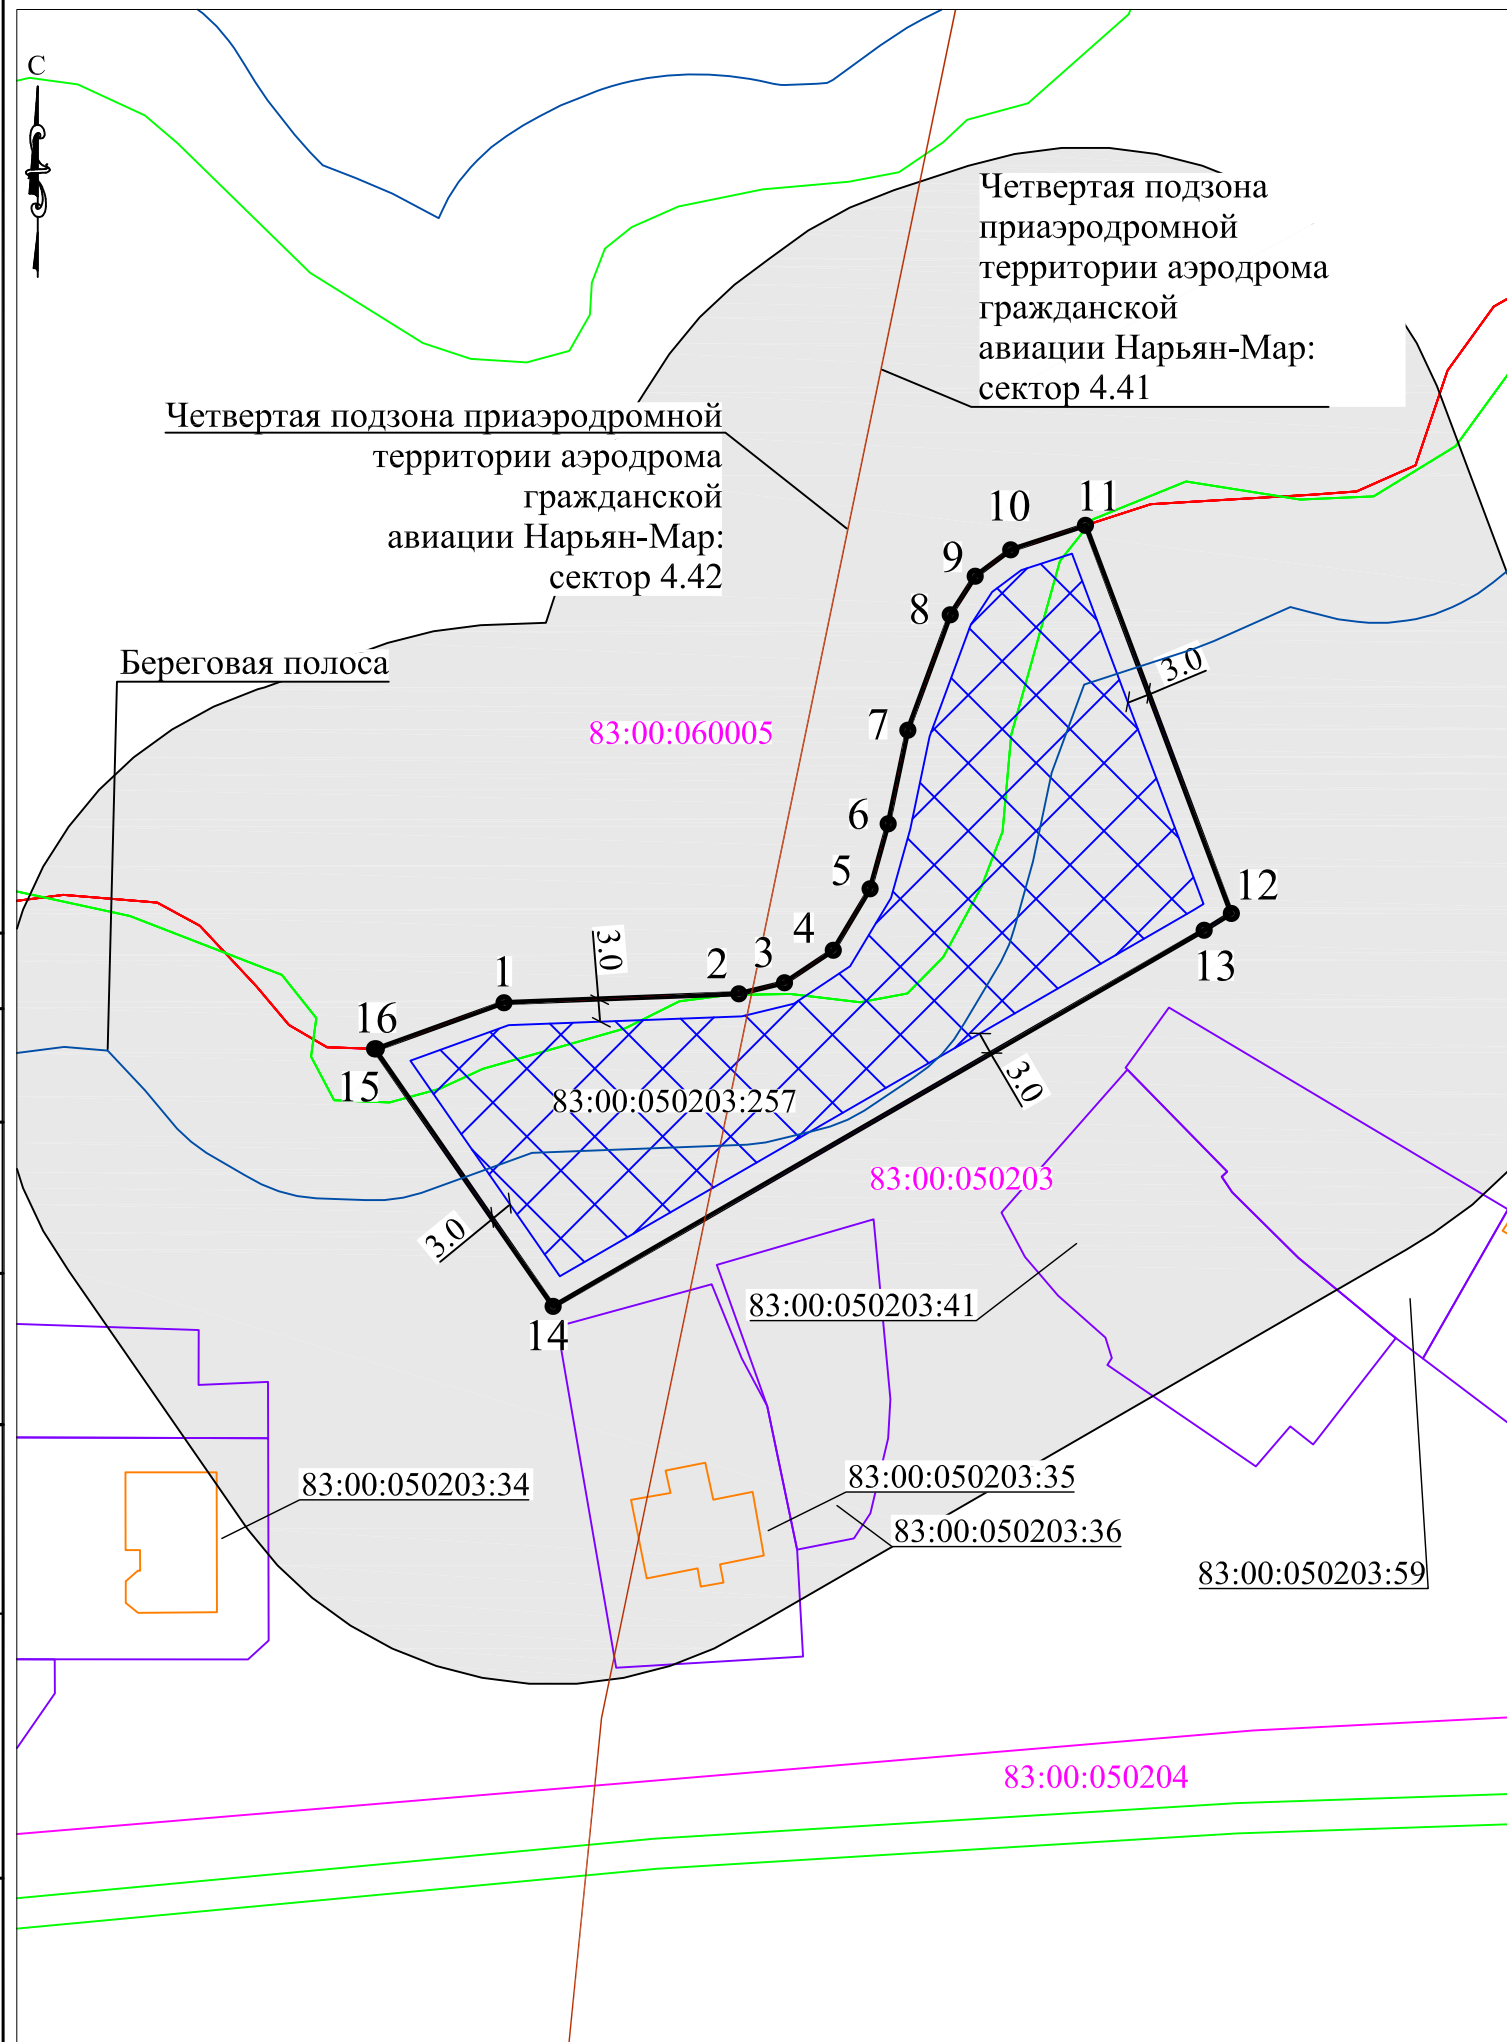 С
Четвертая подзона
приаэродромной
территории аэродрома
гражданской
авиации Нарьян-Мар:
сектор 4.41
Четвертая подзона приаэродромной
территории аэродрома
гражданской
авиации Нарьян-Мар:
сектор 4.42
Береговая полоса
83:00:060005
11
10
9
8
7
6
5
4
3
2
1
16
15
12
13
14
3.0
3.0
3.0
3.0
83:00:050203:257
83:00:050203
83:00:050203:41
83:00:050203:34
83:00:050203:35
83:00:050203:36
83:00:050203:59
83:00:050204